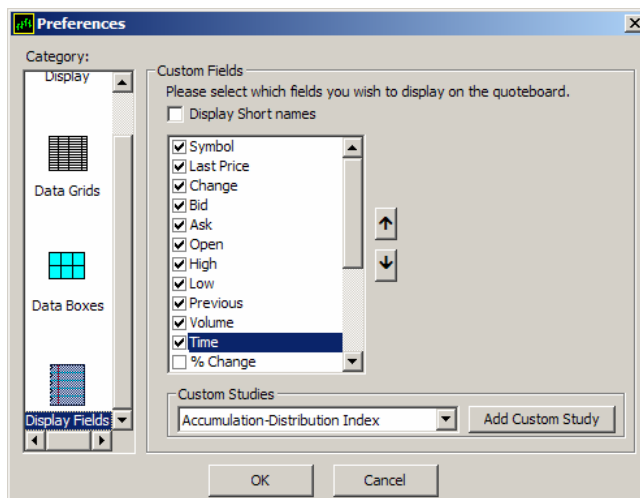 Preferences
Category:
Display
Data Grids
Data Boxes
Display Fields
Custom Fields
Please select which fields you wish to display on the quoteboard.
Display Short names
Symbol
Last Price
Change
Bid
Ask
Open
High
Low
Previous
Volume
Time
% Change
Custom Studies
Accumulation-Distribution Index
Add Custom Study
OK
Cancel